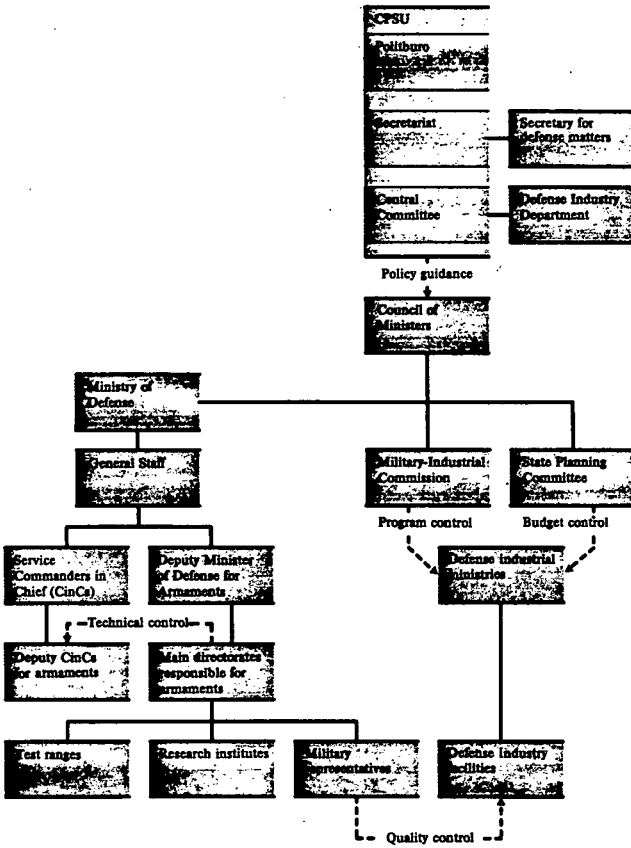 CPSU
Politburo
Secretariat
Secretary for
defense matters
Central
Committee
Defense Industry
Department
Policy guidance
Council of
Ministers
Ministry of
Defense
General Staff
Military-Industrial
Commission
State Planning
Committee
Program control
Budget control
Service
Commanders in
Chief (CinCs)
Deputy Minister
of Defense for
Armaments
Defense industrial
ministries
Technical control
Deputy CinCs
for armaments
Main directorates
responsible for
armaments
Test ranges
Research institutes
Military
representatives
Defense Industry
facilities
Quality control